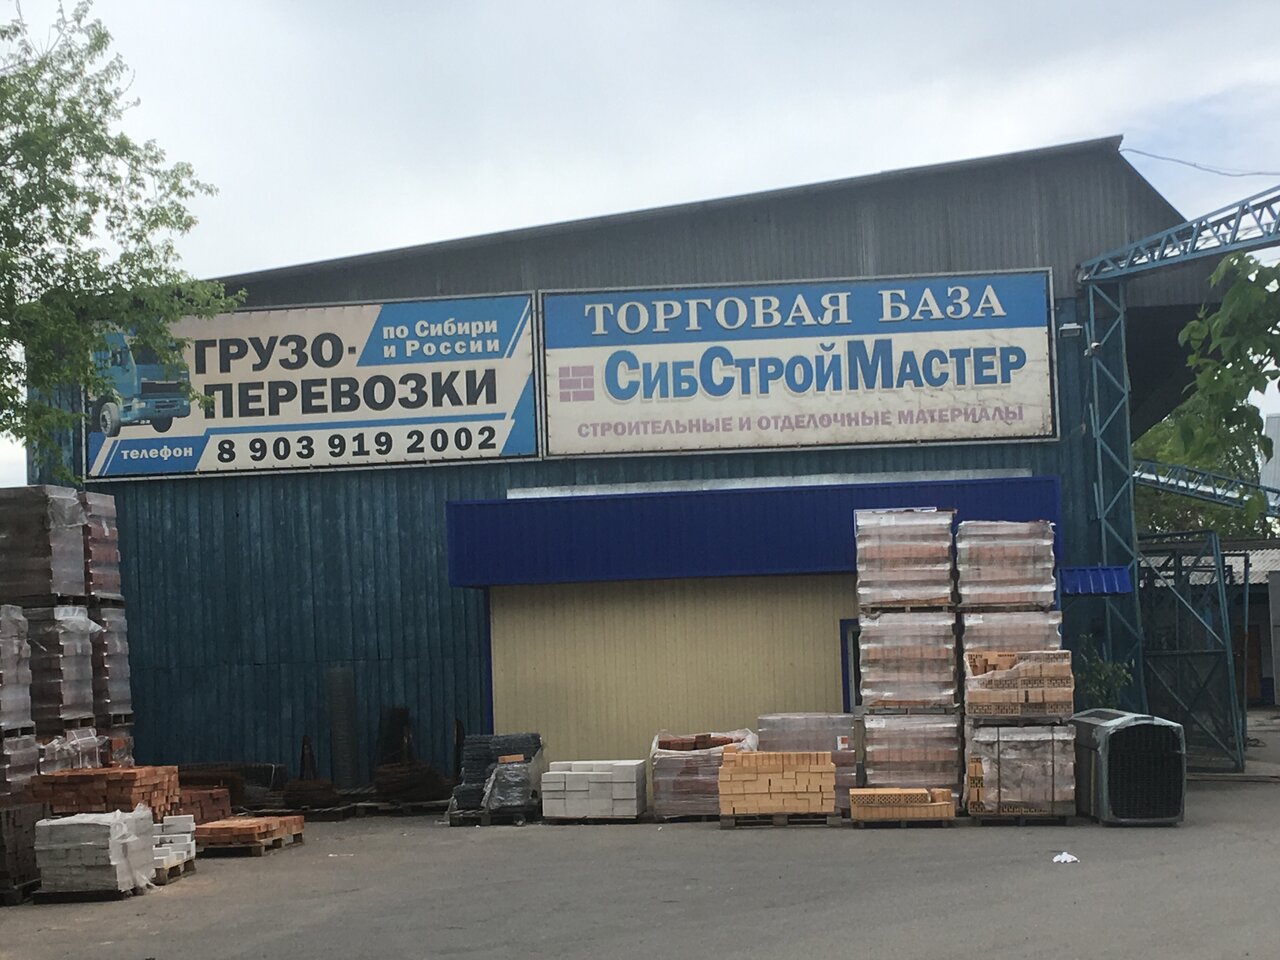 ГРУЗО-
ПЕРЕВОЗКИ
по Сибири
и России
телефон
8 903 919 2002
ТОРГОВАЯ БАЗА
СИБСТРОЙМАСТЕР
СТРОИТЕЛЬНЫЕ И ОТДЕЛОЧНЫЕ МАТЕРИАЛЫ